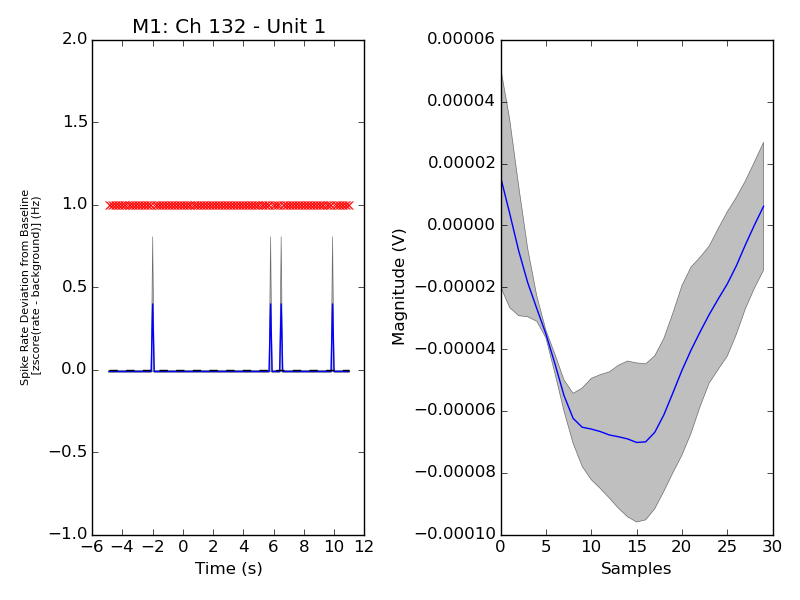 M1: Ch 132 - Unit 1
2.0
1.5
1.0
0.5
0.0
−0.5
−1.0
−6 −4 −2 0 2 4 6 8 10 12
Time (s)
Spike Rate Deviation from Baseline
[zscore(rate - background)] (Hz)
0.00006
0.00004
0.00002
0.00000
−0.00002
−0.00004
−0.00006
−0.00008
−0.00010
0 5 10 15 20 25 30
Samples
Magnitude (V)